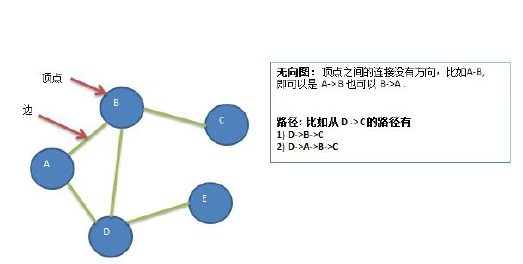 顶点
边
B
C
A
E
D
无向图：顶点之间的连接没有方向，比如A-B,
即可以是 A-> B 也可以 B->A .
路径: 比如从 D -> C 的路径有
1) D->B->C
2) D->A->B->C